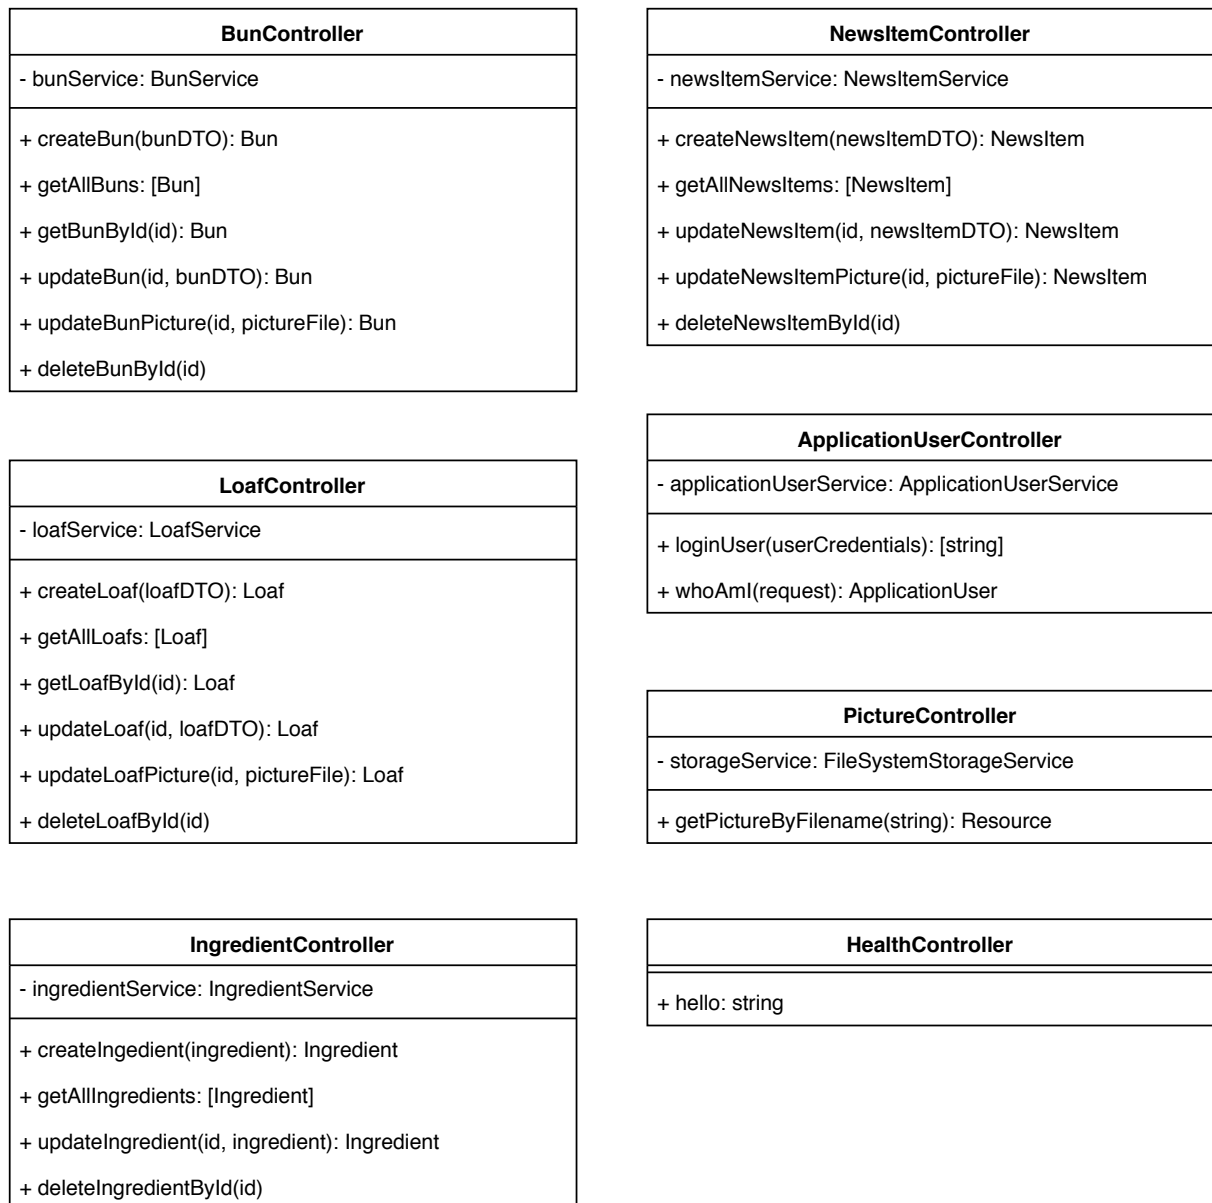 BunController
- bunService: BunService
+ createBun(bunDTO): Bun
+ getAllBuns: [Bun]
+ getBunById(id): Bun
+ updateBun(id, bunDTO): Bun
+ updateBunPicture(id, pictureFile): Bun
+ deleteBunById(id)
LoafController
- loafService: LoafService
+ createLoaf(loafDTO): Loaf
+ getAllLoafs: [Loaf]
+ getLoafById(id): Loaf
+ updateLoaf(id, loafDTO): Loaf
+ updateLoafPicture(id, pictureFile): Loaf
+ deleteLoafById(id)
IngredientController
- ingredientService: IngredientService
+ createIngedient(ingredient): Ingredient
+ getAllIngredients: [Ingredient]
+ updateIngredient(id, ingredient): Ingredient
+ deleteIngredientById(id)
NewsItemController
- newsItemService: NewsItemService
+ createNewsItem(newsItemDTO): NewsItem
+ getAllNewsItems: [NewsItem]
+ updateNewsItem(id, newsItemDTO): NewsItem
+ updateNewsItemPicture(id, pictureFile): NewsItem
+ deleteNewsItemById(id)
ApplicationUserController
- applicationUserService: ApplicationUserService
+ loginUser(userCredentials): [string]
+ whoAmI(request): ApplicationUser
PictureController
- storageService: FileSystemStorageService
+ getPictureByFilename(string): Resource
HealthController
+ hello: string